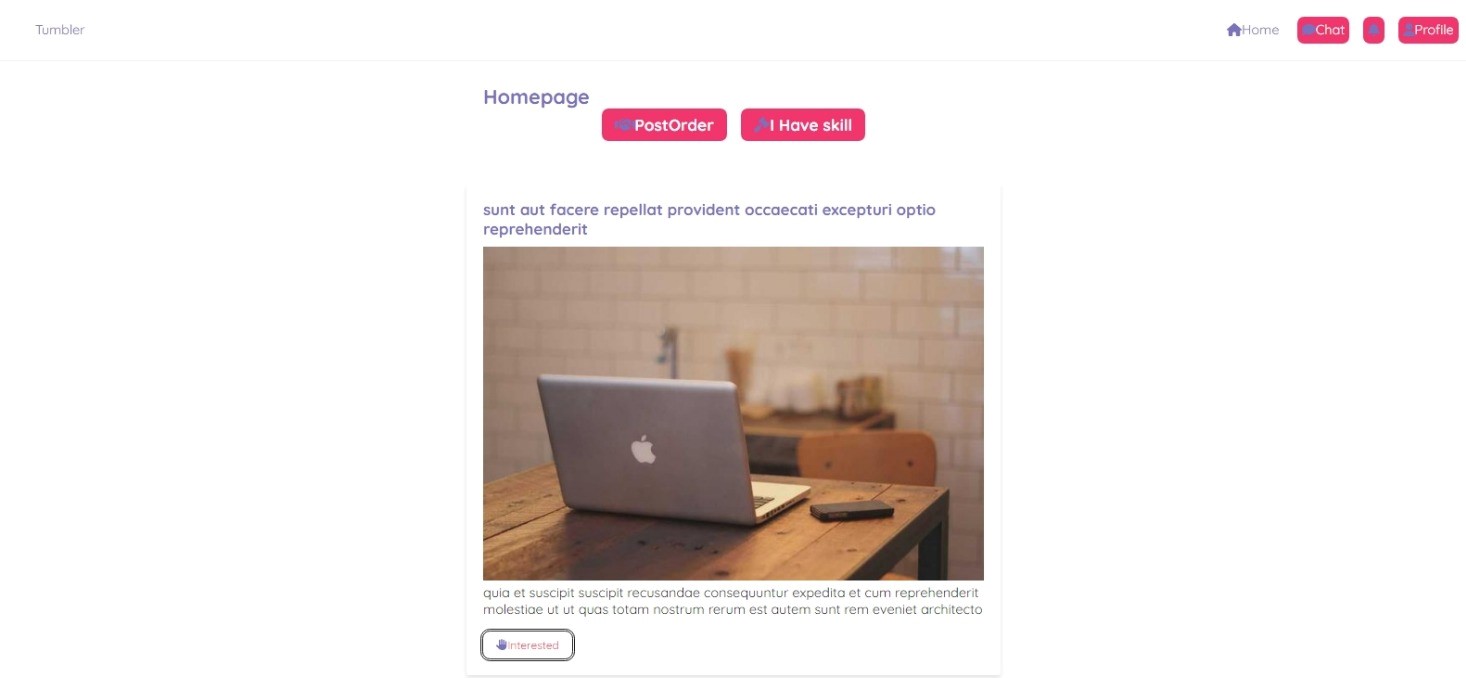 Tumbler
Home
Chat
Profile
Homepage
PostOrder
I Have skill
sunt aut facere repellat provident occaecati excepturi optio
reprehenderit
quia et suscipit suscipit recusandae consequuntur expedita et cum reprehenderit
molestiae ut ut quas totam nostrum rerum est autem sunt rem eveniet architecto
Interested